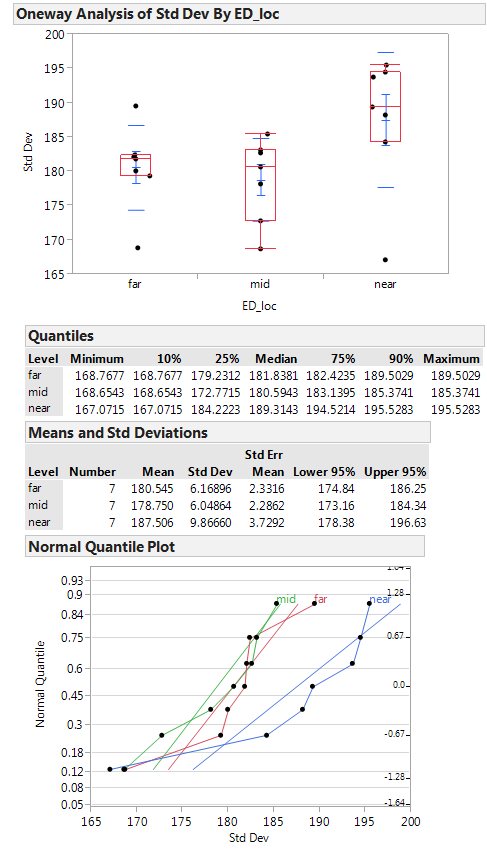 Oneway Analysis of Std Dev By ED_loc
200
195
190
185
180
175
170
165
Std Dev
far mid near
ED_loc
Quantiles
Level Minimum 10% 25% Median 75% 90% Maximum
far 168.7677 168.7677 179.2312 181.8381 182.4235 189.5029 189.5029
mid 168.6543 168.6543 172.7715 180.5943 183.1395 185.3741 185.3741
near 167.0715 167.0715 184.2223 189.3143 194.5214 195.5283 195.5283
Means and Std Deviations
Std Err
Level Number Mean Std Dev Mean Lower 95% Upper 95%
far 7 180.545 6.16896 2.3316 174.84 186.25
mid 7 178.750 6.04864 2.2862 173.16 184.34
near 7 187.506 9.86660 3.7292 178.38 196.63
Normal Quantile Plot
0.93
0.9
0.84
0.75
0.6
0.45
0.3
0.18
0.12
0.08
0.05
Normal Quantile
mid far near
1.64
1.28
0.67
0.0
-0.67
-1.28
-1.64
165 170 175 180 185 190 195 200
Std Dev